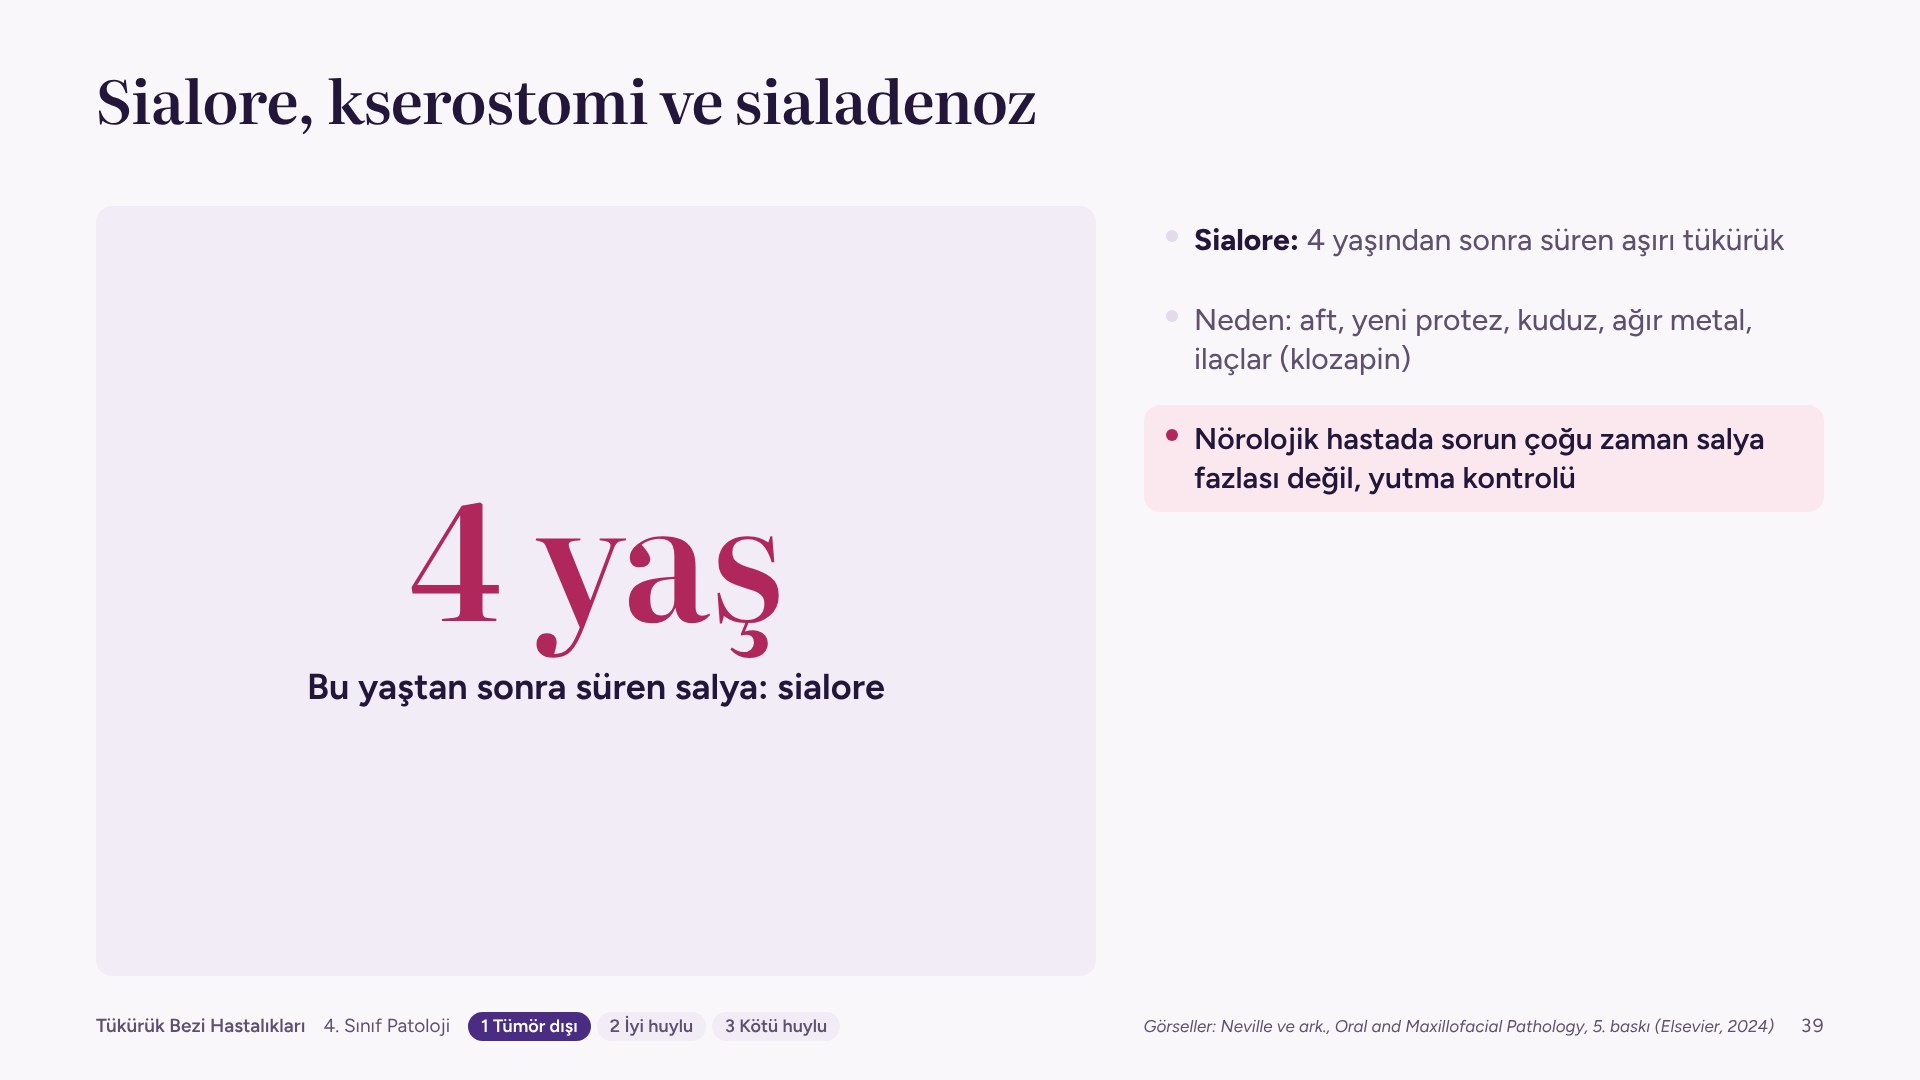 Sialore, kserostomi ve sialadenoz
4 yaş
Bu yaştan sonra süren salya: sialore
Sialore: 4 yaşından sonra süren aşırı tükürük
Neden: aft, yeni protez, kuduz, ağır metal,
ilaçlar (klozapin)
Nörolojik hastada sorun çoğu zaman salya
fazlası değil, yutma kontrolü
Tükürük Bezi Hastalıkları 4. Sınıf Patoloji 1 Tümör dışı 2 İyi huylu 3 Kötü huylu
Görseller: Neville ve ark., Oral and Maxillofacial Pathology, 5. baskı (Elsevier, 2024) 39